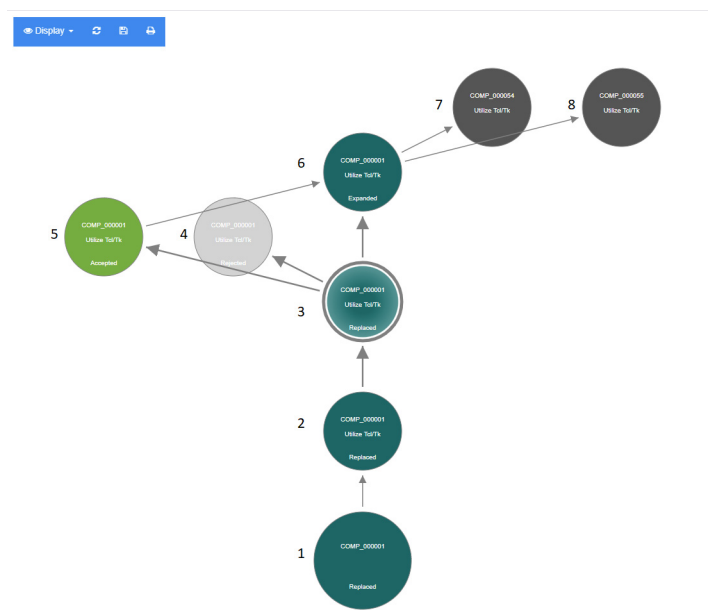 Display
7
COMP_000054
Utilize Tol/Tk
8
COMP_000055
Utilize Tol/Tk
6
COMP_000001
Utilize Tol/Tk
Expanded
5
COMP_000001
Utilize Tol/Tk
Accepted
4
COMP_000001
Utilize Tol/Tk
Rejected
3
COMP_000001
Utilize Tol/Tk
Replaced
2
COMP_000001
Utilize Tol/Tk
Replaced
1
COMP_000001
Replaced